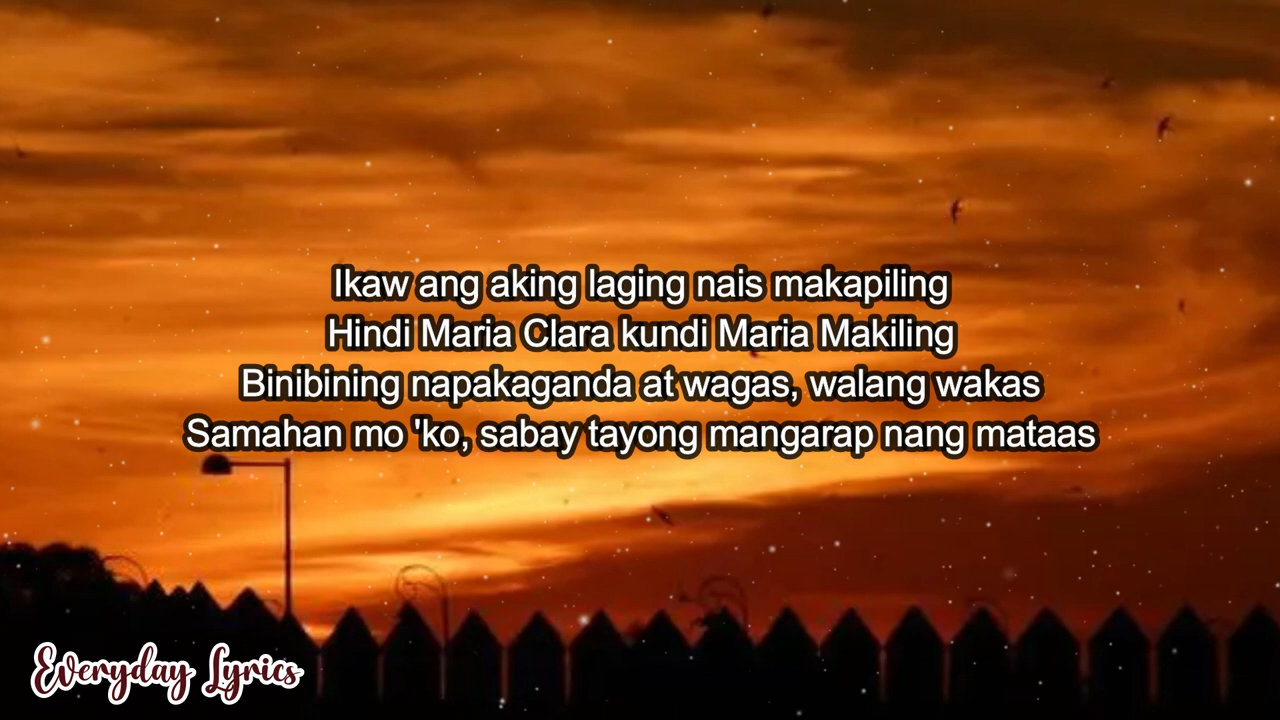 Ikaw ang aking laging nais makapiling
Hindi Maria Clara kundi Maria Makiling
Binibining napakaganda at wagas, walang wakas
Samahan mo 'ko, sabay tayong mangarap nang mataas
Everyday Lyrics